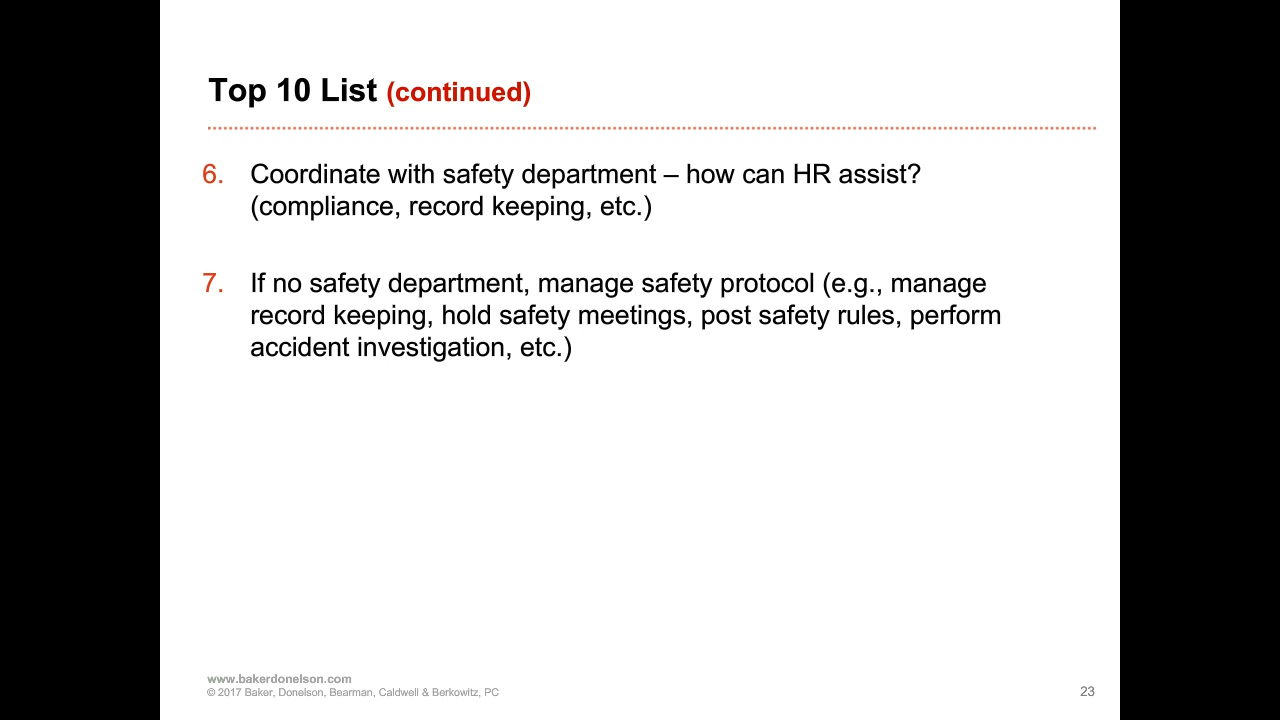 Top 10 List (continued)
6. Coordinate with safety department – how can HR assist?
(compliance, record keeping, etc.)
7. If no safety department, manage safety protocol (e.g., manage
record keeping, hold safety meetings, post safety rules, perform
accident investigation, etc.)
www.bakerdonelson.com
© 2017 Baker, Donelson, Bearman, Caldwell & Berkowitz, PC
23